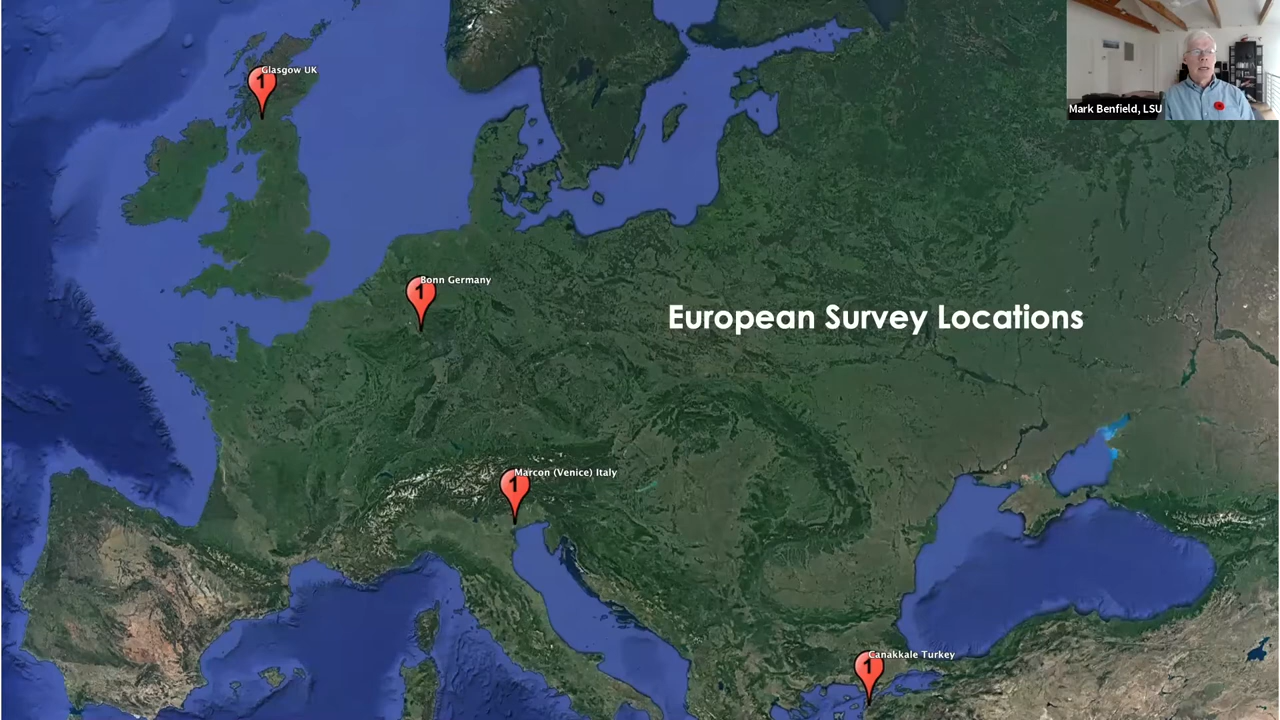 Glasgow UK
1
Mark Benfield, LSU
Bonn Germany
1
European Survey Locations
Marcon (Venice) Italy
1
Canakkale Turkey
1